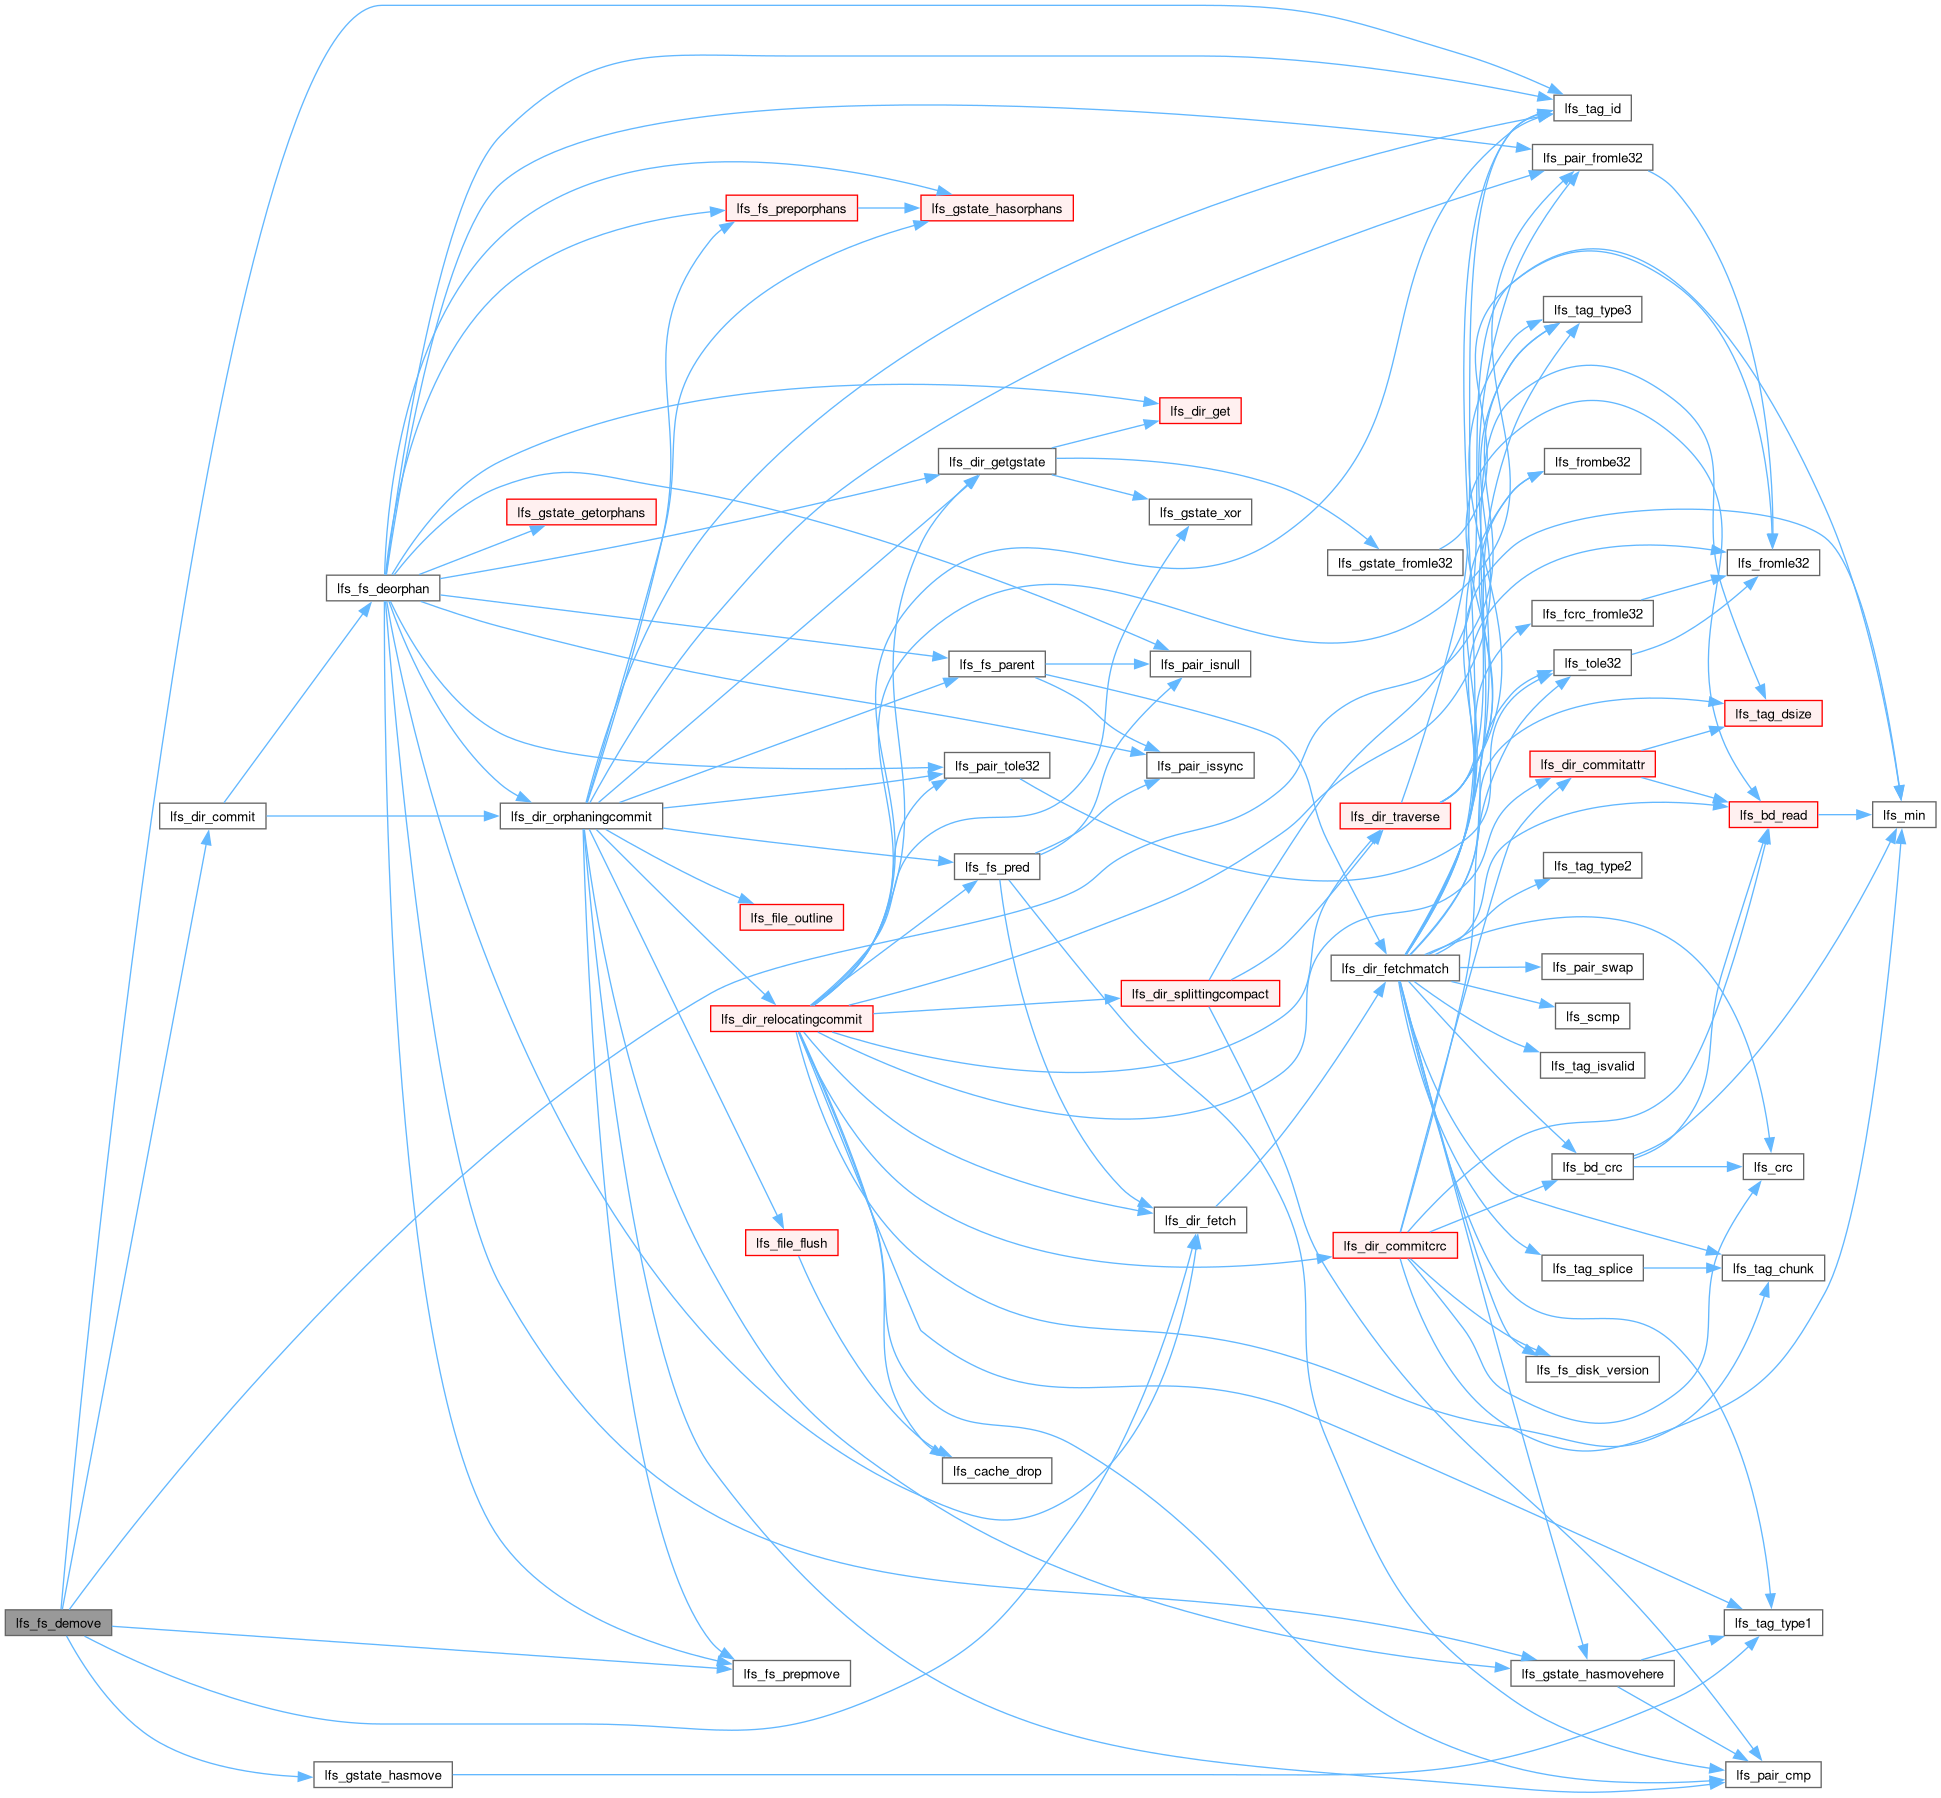 lfs_fs_demove
lfs_dir_commit
lfs_fs_deorphan
lfs_gstate_hasmove
lfs_gstate_getorphans
lfs_dir_orphaningcommit
lfs_fs_preporphans
lfs_file_outline
lfs_dir_relocatingcommit
lfs_file_flush
lfs_fs_prepmove
lfs_gstate_hasorphans
lfs_dir_getgstate
lfs_fs_parent
lfs_pair_tole32
lfs_fs_pred
lfs_cache_drop
lfs_dir_get
lfs_gstate_xor
lfs_pair_isnull
lfs_pair_issync
lfs_dir_splittingcompact
lfs_dir_fetch
lfs_gstate_fromle32
lfs_dir_traverse
lfs_dir_fetchmatch
lfs_dir_commitcrc
lfs_tag_id
lfs_pair_fromle32
lfs_tag_type3
lfs_frombe32
lfs_fcrc_fromle32
lfs_tole32
lfs_dir_commitattr
lfs_tag_type2
lfs_pair_swap
lfs_scmp
lfs_tag_isvalid
lfs_bd_crc
lfs_tag_splice
lfs_fs_disk_version
lfs_gstate_hasmovehere
lfs_fromle32
lfs_tag_dsize
lfs_bd_read
lfs_crc
lfs_tag_chunk
lfs_tag_type1
lfs_pair_cmp
lfs_min